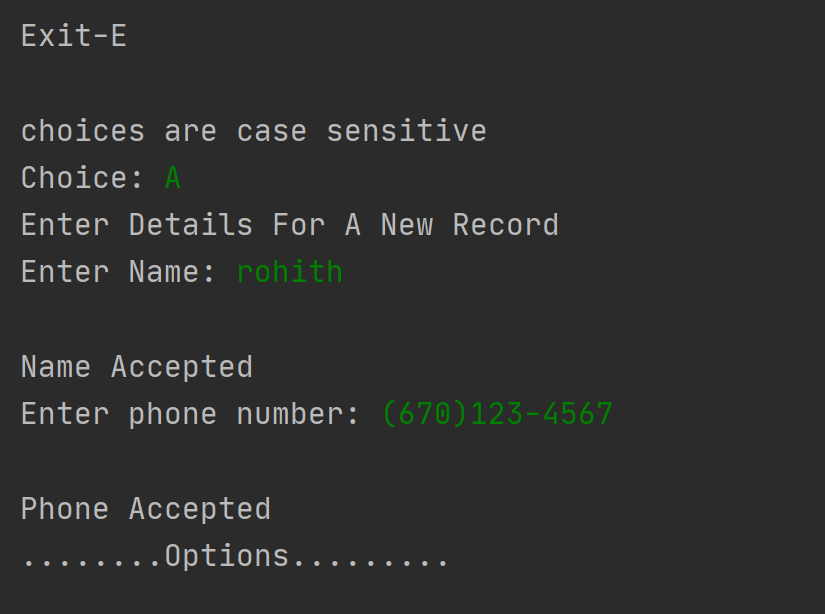 Exit-E
choices are case sensitive
Choice: A
Enter Details For A New Record
Enter Name: rohith
Name Accepted
Enter phone number: (670)123-4567
Phone Accepted
........Options.........